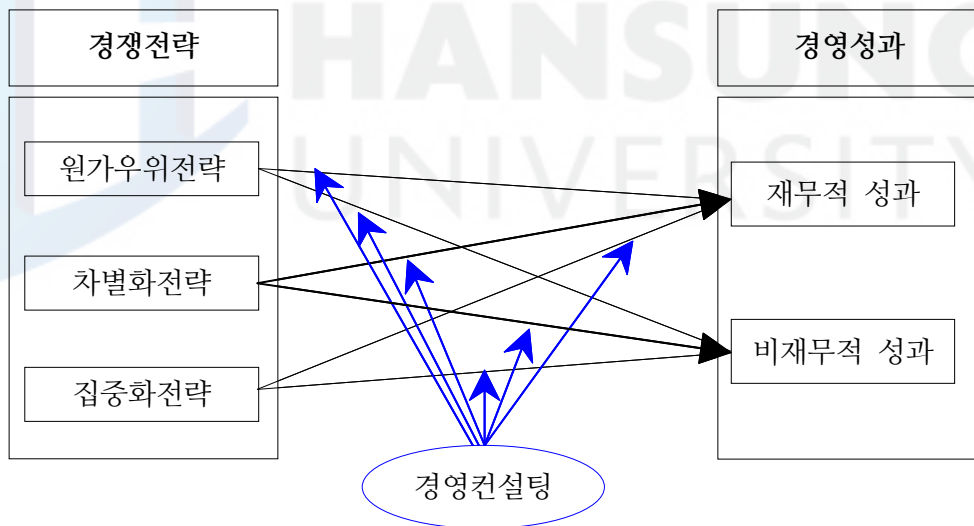 경쟁전략
경영성과
HANSUNG
UNIVERSITY
원가우위전략
재무적 성과
차별화전략
비재무적 성과
집중화전략
경영컨설팅